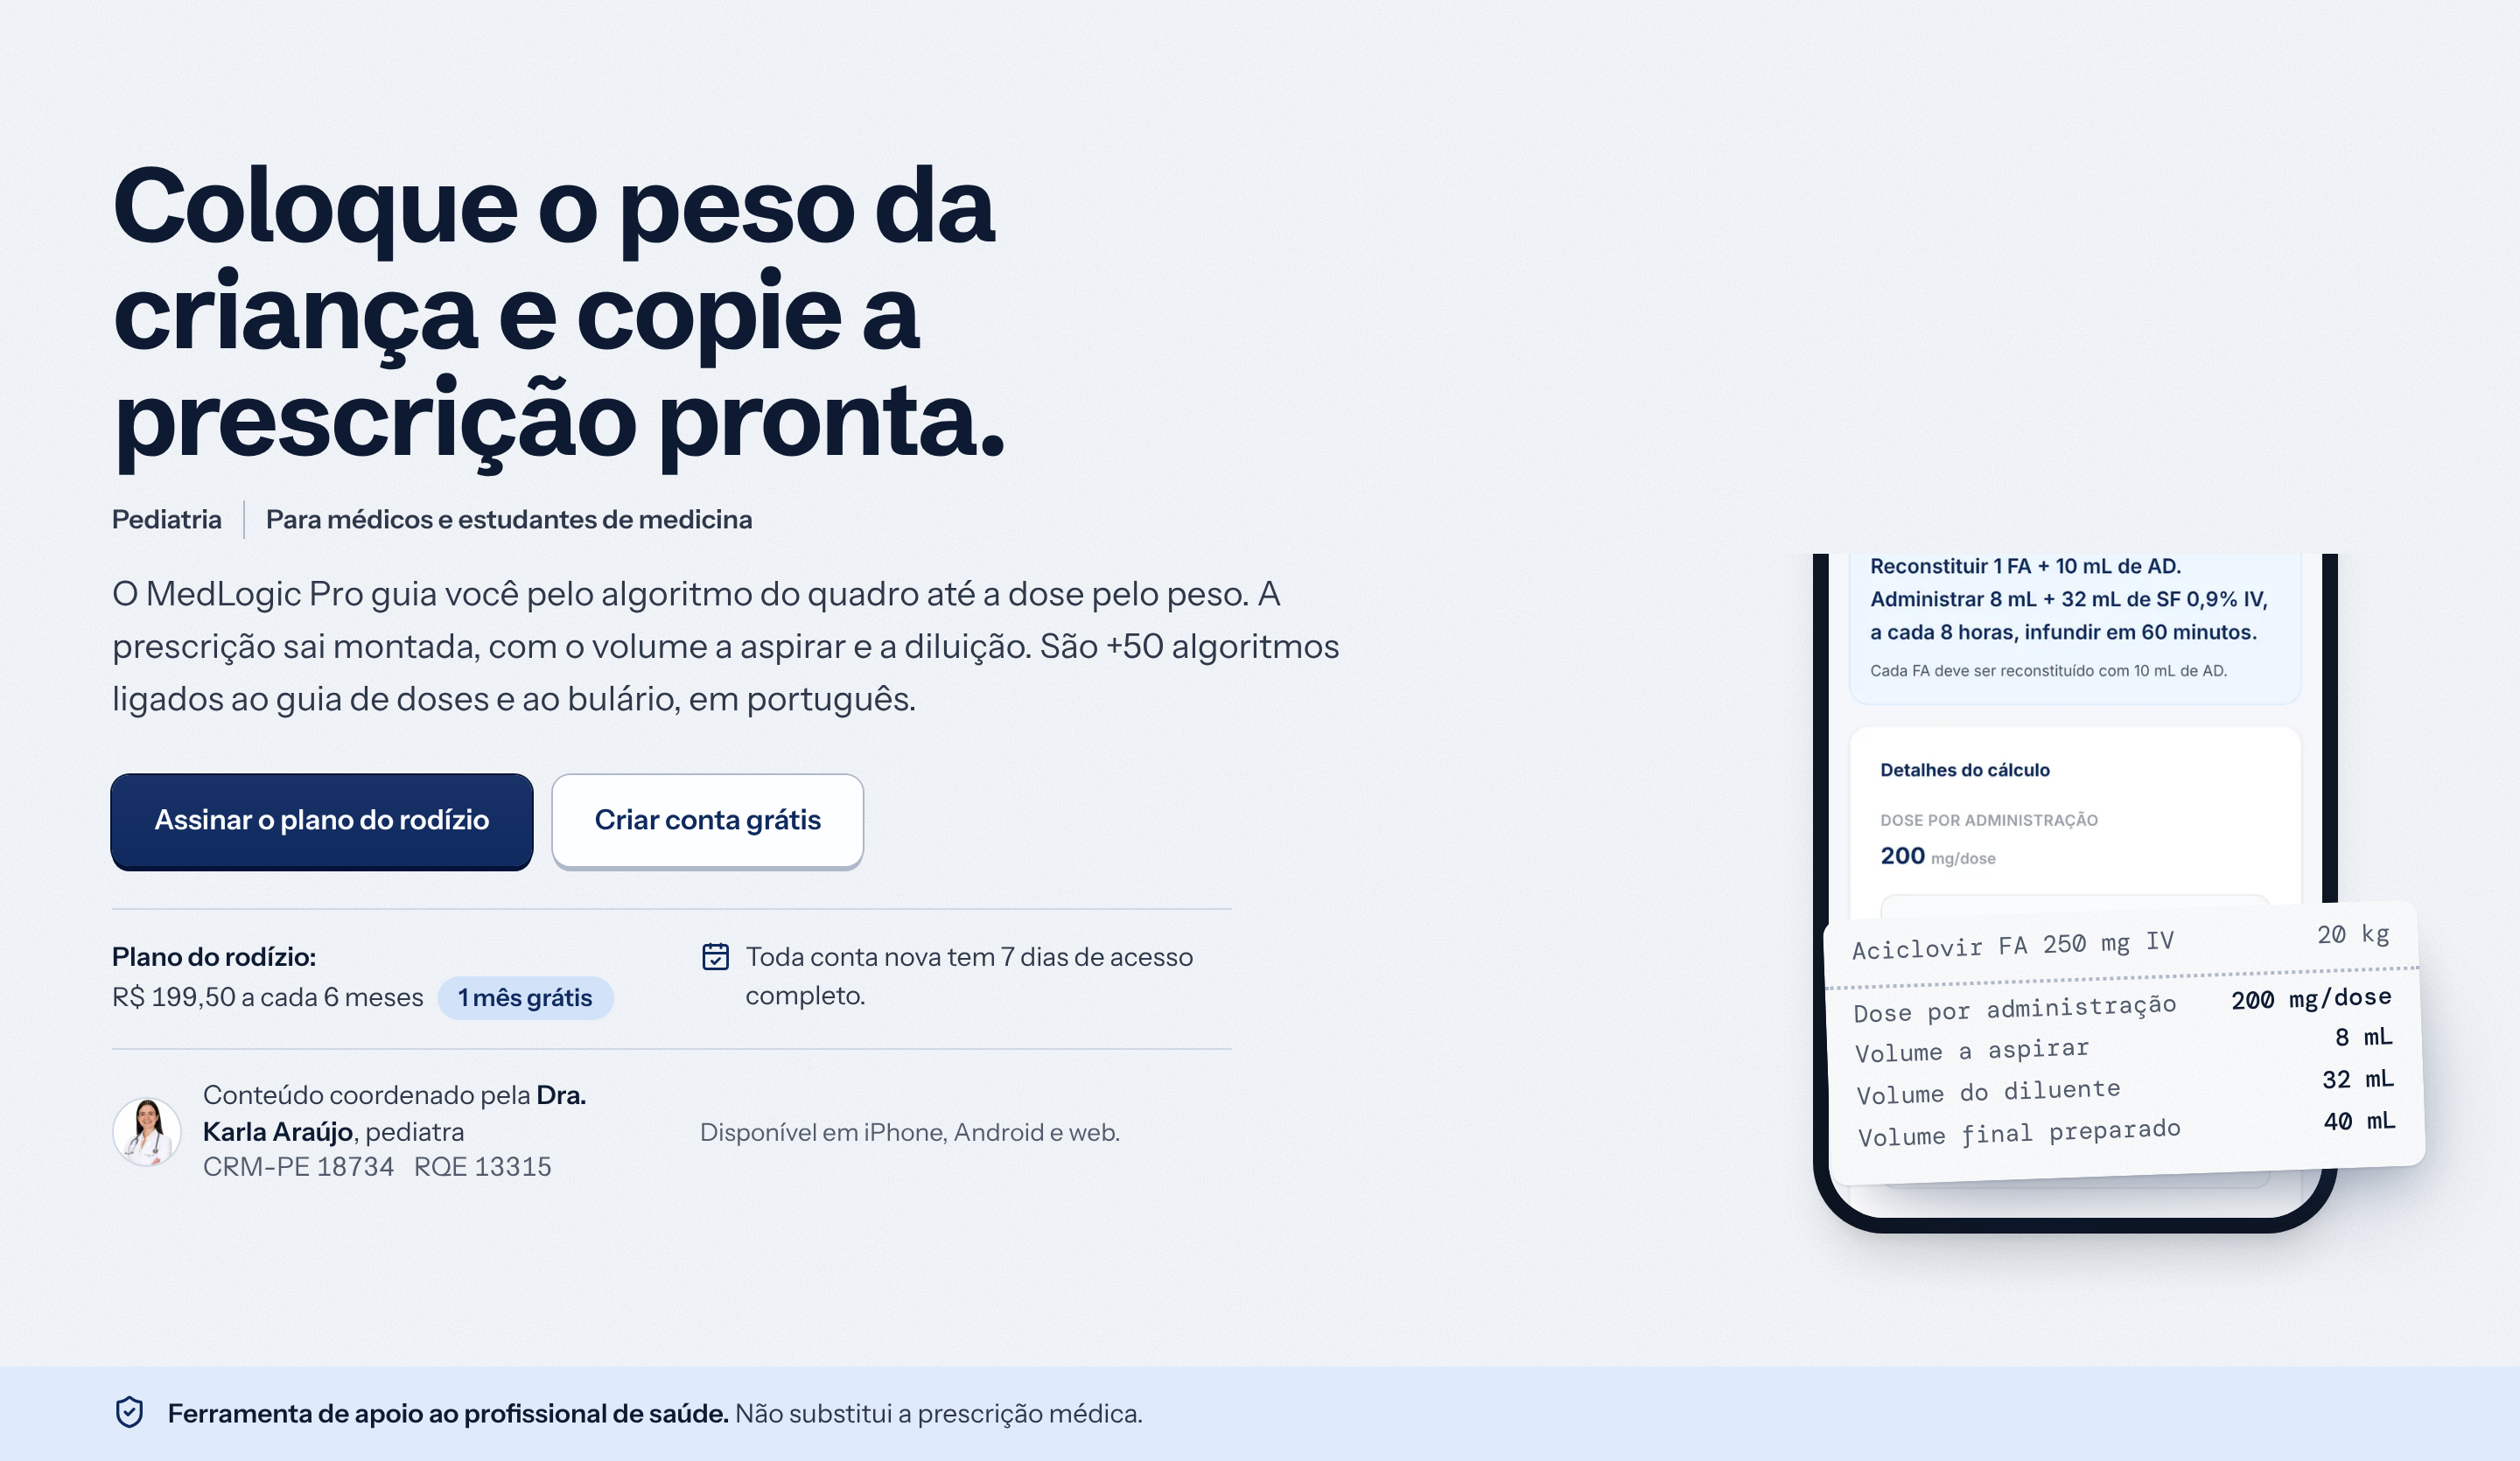 Coloque o peso da
criança e copie a
prescrição pronta.
Pediatria
Para médicos e estudantes de medicina
O MedLogic Pro guia você pelo algoritmo do quadro até a dose pelo peso. A
prescrição sai montada, com o volume a aspirar e a diluição. São +50 algoritmos
ligados ao guia de doses e ao bulário, em português.
Assinar o plano do rodízio
Criar conta grátis
Plano do rodízio:
R$ 199,50 a cada 6 meses
1 mês grátis
Toda conta nova tem 7 dias de acesso
completo.
Conteúdo coordenado pela Dra.
Karla Araújo, pediatra
CRM-PE 18734 RQE 13315
Disponível em iPhone, Android e web.
Reconstituir 1 FA + 10 mL de AD.
Administrar 8 mL + 32 mL de SF 0,9% IV,
a cada 8 horas, infundir em 60 minutos.
Cada FA deve ser reconstituído com 10 mL de AD.
Detalhes do cálculo
DOSE POR ADMINISTRAÇÃO
200 mg/dose
Aciclovir FA 250 mg IV 20 kg
Dose por administração 200 mg/dose
Volume a aspirar 8 mL
Volume do diluente 32 mL
Volume final preparado 40 mL
Ferramenta de apoio ao profissional de saúde. Não substitui a prescrição médica.